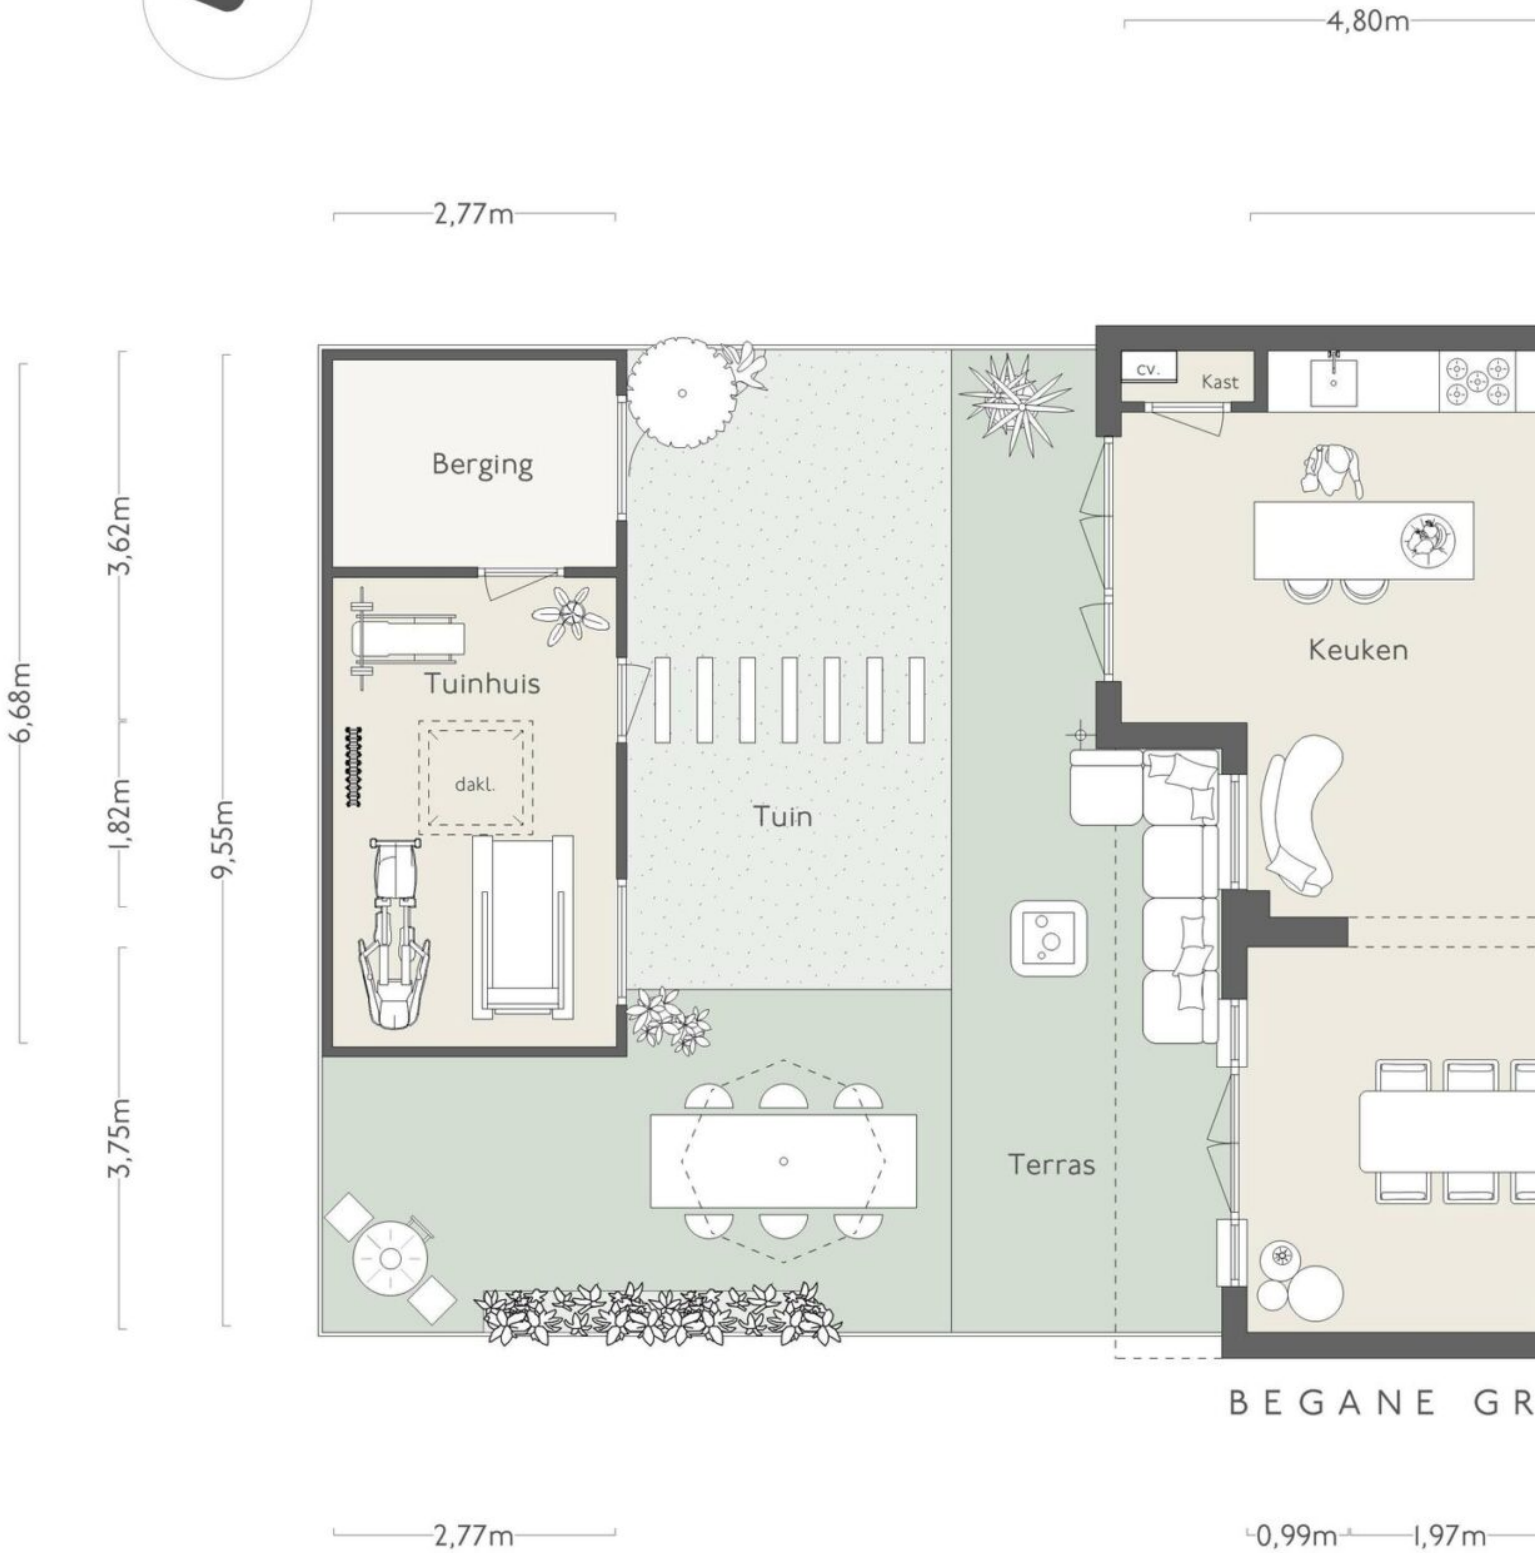 4,80m
2,77m
cv.
Kast
Berging
3,62m
Keuken
6,68m
Tuinhuis
dakl.
1,82m
Tuin
9,55m
3,75m
Terras
BEGANE GR
2,77m
0,99m
1,97m